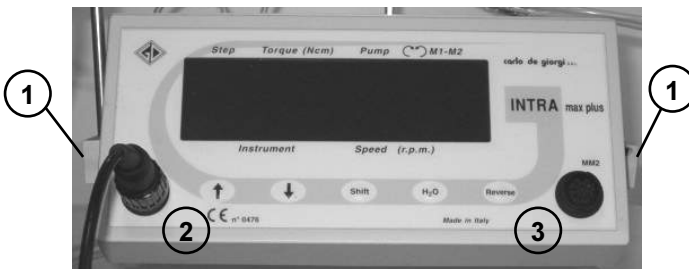 Step Torque (Ncm) Pump M1-M2
carlo de giorgi s.r.l.
1
1
INTRA max plus
Instrument Speed (r.p.m.)
MM2
Shift H₂O Reverse
2
CE n° 0476
Made in Italy
3